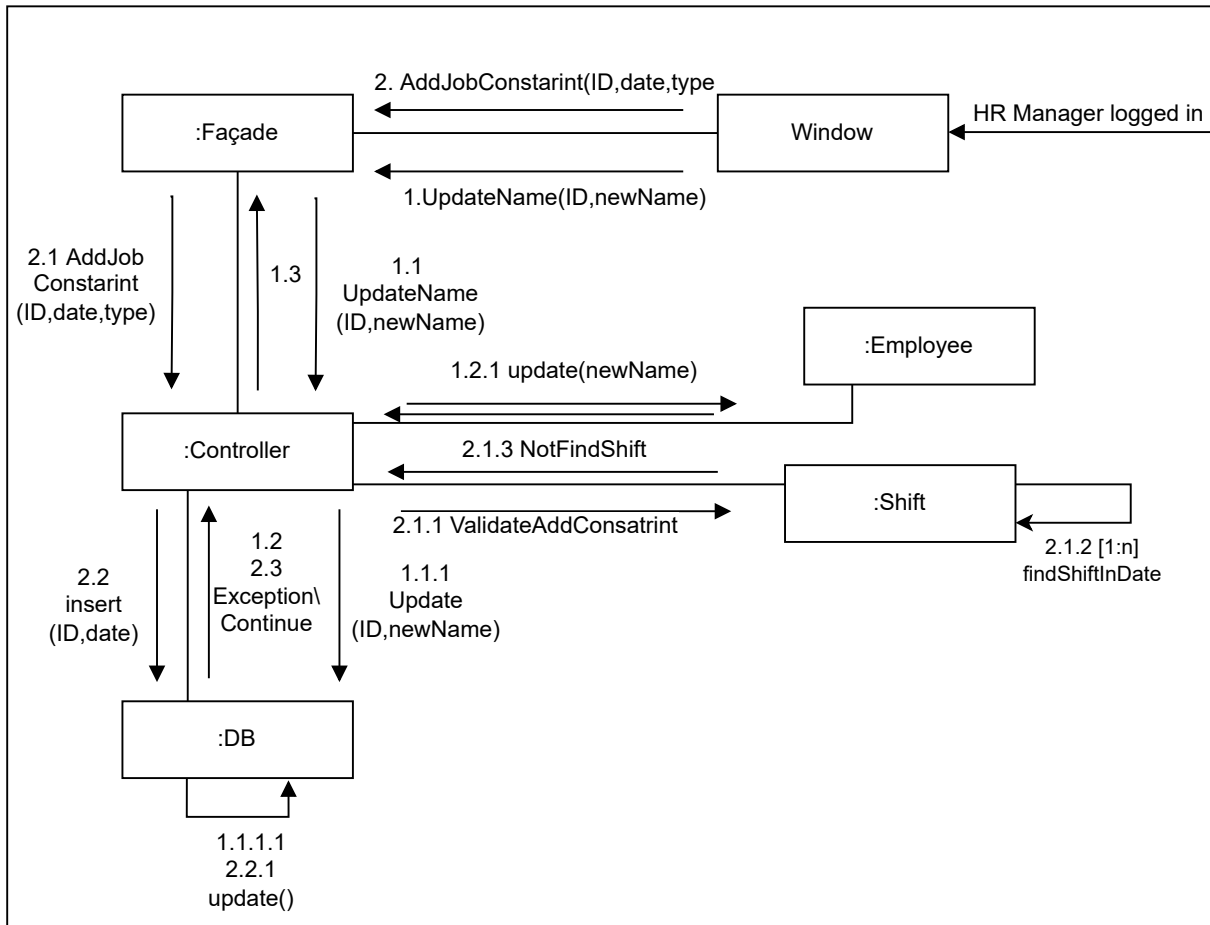 2. AddJobConstarint(ID,date,type
:Façade
Window
HR Manager logged in
1.UpdateName(ID,newName)
2.1 AddJob
Constarint
(ID,date,type)
1.3
1.1
UpdateName
(ID,newName)
:Employee
1.2.1 update(newName)
:Controller
2.1.3 NotFindShift
:Shift
2.1.1 ValidateAddConsatrint
2.1.2 [1:n]
findShiftInDate
2.2
insert
(ID,date)
1.2
2.3
Exception\
Continue
1.1.1
Update
(ID,newName)
:DB
1.1.1.1
2.2.1
update()